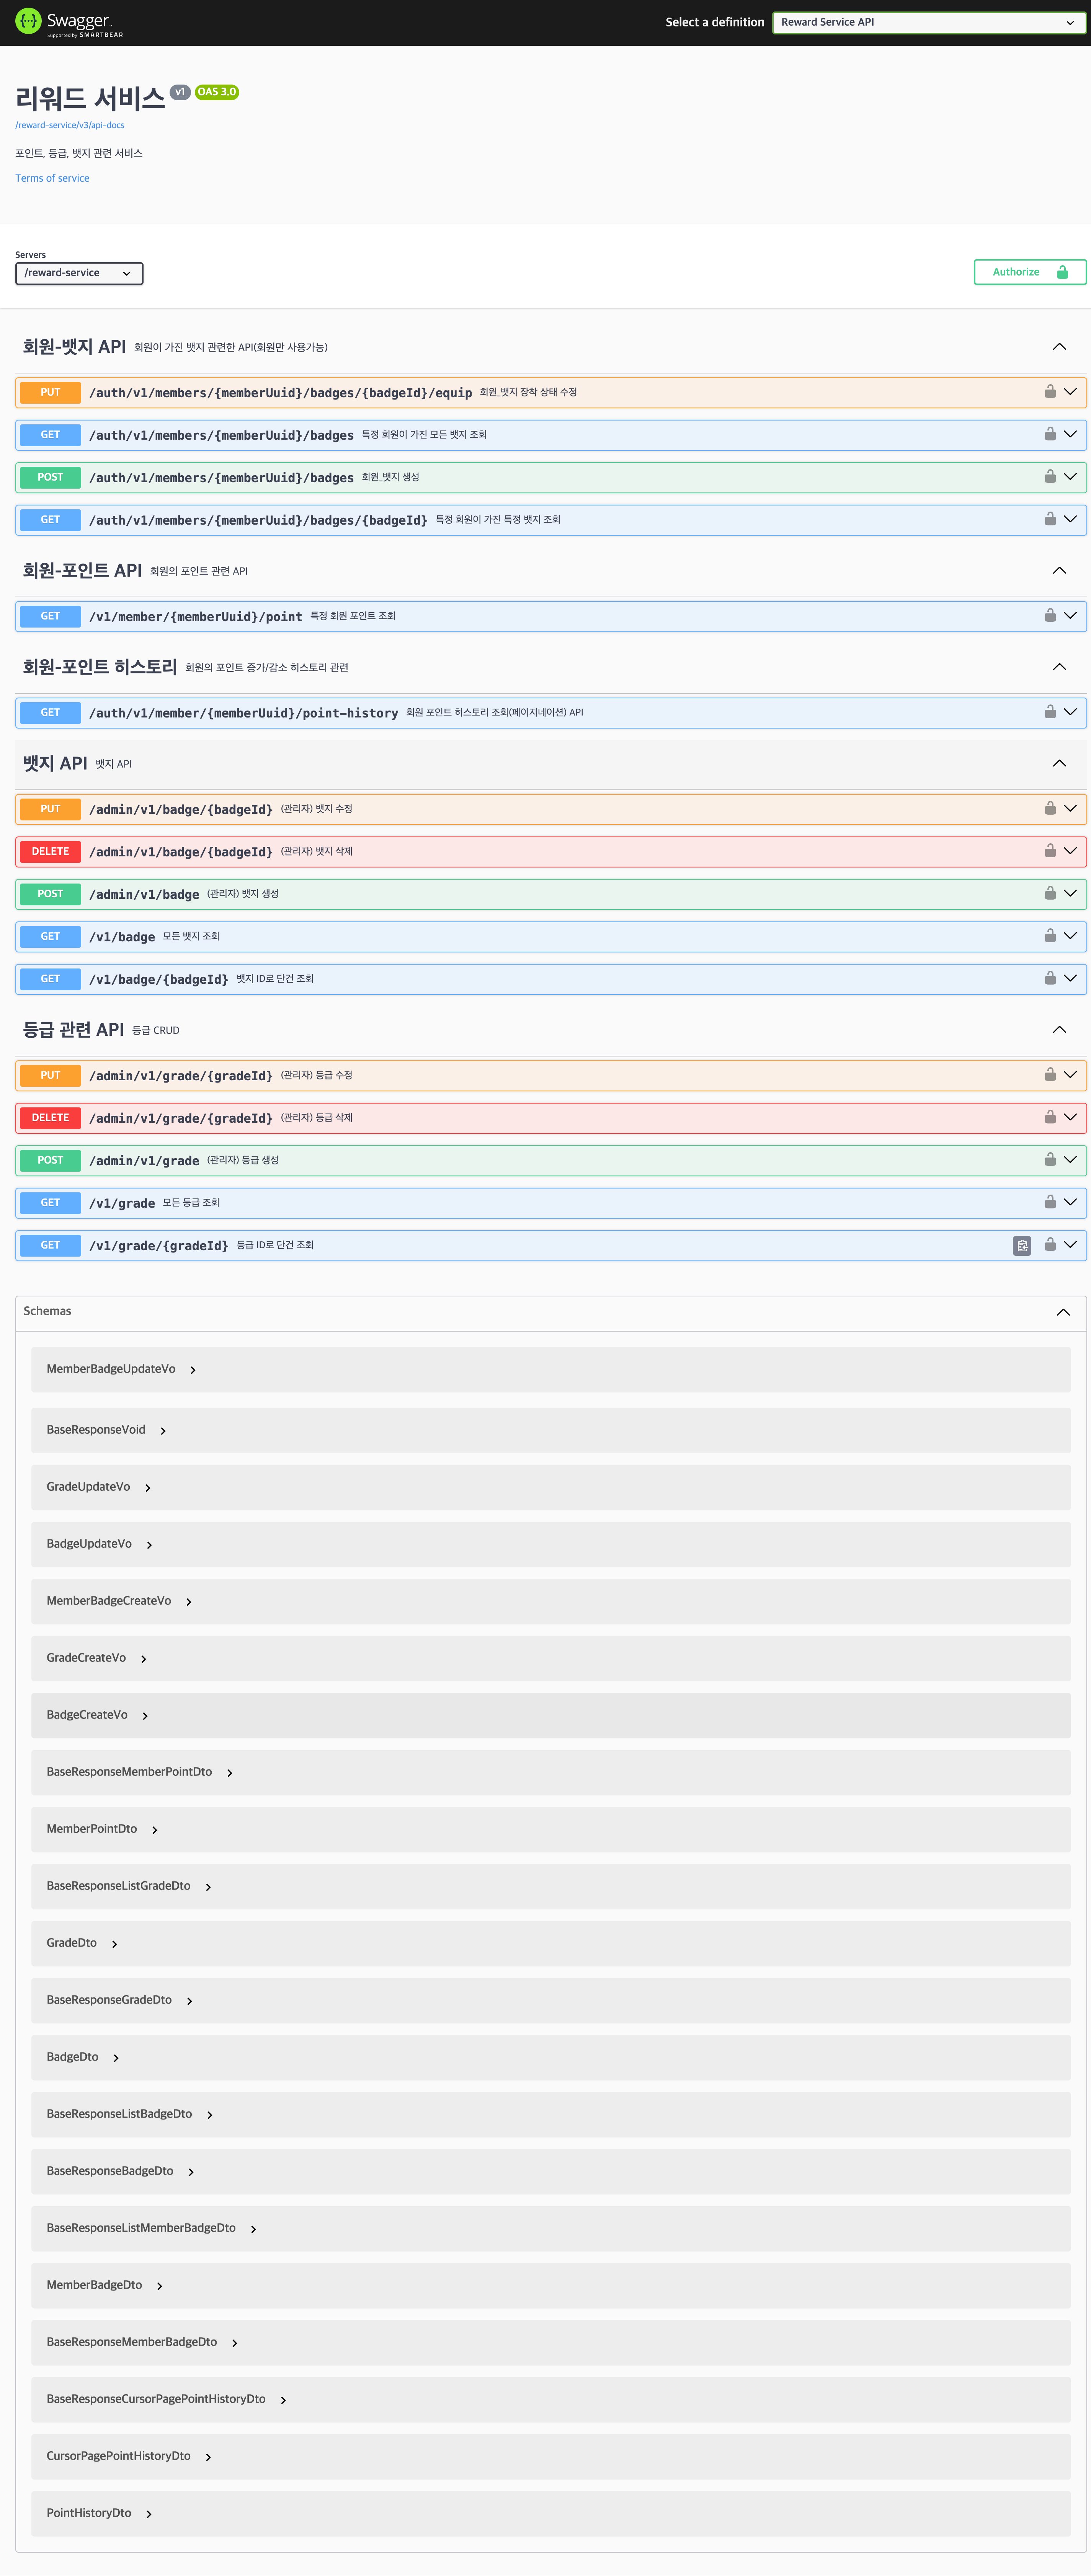 Swagger.
Supported by SMARTBEAR
Select a definition
Reward Service API
리워드 서비스 v1 OAS 3.0
/reward-service/v3/api-docs
포인트, 등급, 뱃지 관련 서비스
Terms of service
Servers
/reward-service
Authorize
회원-뱃지 API 회원이 가진 뱃지 관련한 API(회원만 사용가능)
PUT /auth/v1/members/{memberUuid}/badges/{badgeId}/equip 회원_뱃지 장착 상태 수정
GET /auth/v1/members/{memberUuid}/badges 특정 회원이 가진 모든 뱃지 조회
POST /auth/v1/members/{memberUuid}/badges 회원_뱃지 생성
GET /auth/v1/members/{memberUuid}/badges/{badgeId} 특정 회원이 가진 특정 뱃지 조회
회원-포인트 API 회원의 포인트 관련 API
GET /v1/member/{memberUuid}/point 특정 회원 포인트 조회
회원-포인트 히스토리 회원의 포인트 증가/감소 히스토리 관련
GET /auth/v1/member/{memberUuid}/point-history 회원 포인트 히스토리 조회(페이지네이션) API
뱃지 API 뱃지 API
PUT /admin/v1/badge/{badgeId} (관리자) 뱃지 수정
DELETE /admin/v1/badge/{badgeId} (관리자) 뱃지 삭제
POST /admin/v1/badge (관리자) 뱃지 생성
GET /v1/badge 모든 뱃지 조회
GET /v1/badge/{badgeId} 뱃지 ID로 단건 조회
등급 관련 API 등급 CRUD
PUT /admin/v1/grade/{gradeId} (관리자) 등급 수정
DELETE /admin/v1/grade/{gradeId} (관리자) 등급 삭제
POST /admin/v1/grade (관리자) 등급 생성
GET /v1/grade 모든 등급 조회
GET /v1/grade/{gradeId} 등급 ID로 단건 조회
Schemas
MemberBadgeUpdateVo
BaseResponseVoid
GradeUpdateVo
BadgeUpdateVo
MemberBadgeCreateVo
GradeCreateVo
BadgeCreateVo
BaseResponseMemberPointDto
MemberPointDto
BaseResponseListGradeDto
GradeDto
BaseResponseGradeDto
BadgeDto
BaseResponseListBadgeDto
BaseResponseBadgeDto
BaseResponseListMemberBadgeDto
MemberBadgeDto
BaseResponseMemberBadgeDto
BaseResponseCursorPagePointHistoryDto
CursorPagePointHistoryDto
PointHistoryDto